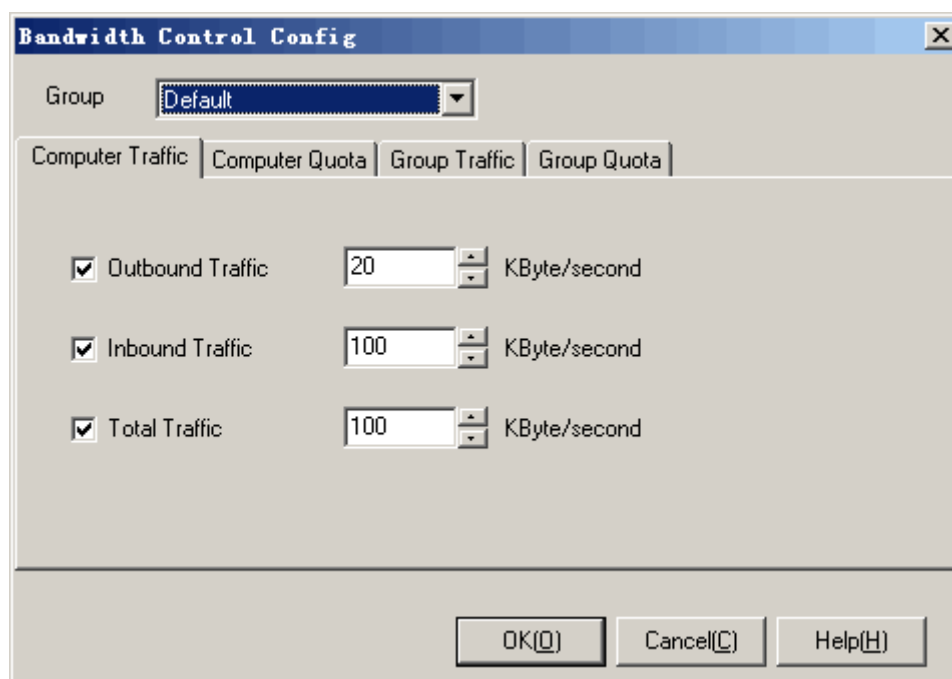 Bandwidth Control Config
Group Default
Computer Traffic Computer Quota Group Traffic Group Quota
Outbound Traffic 20 KByte/second
Inbound Traffic 100 KByte/second
Total Traffic 100 KByte/second
OK(O) Cancel(C) Help(H)